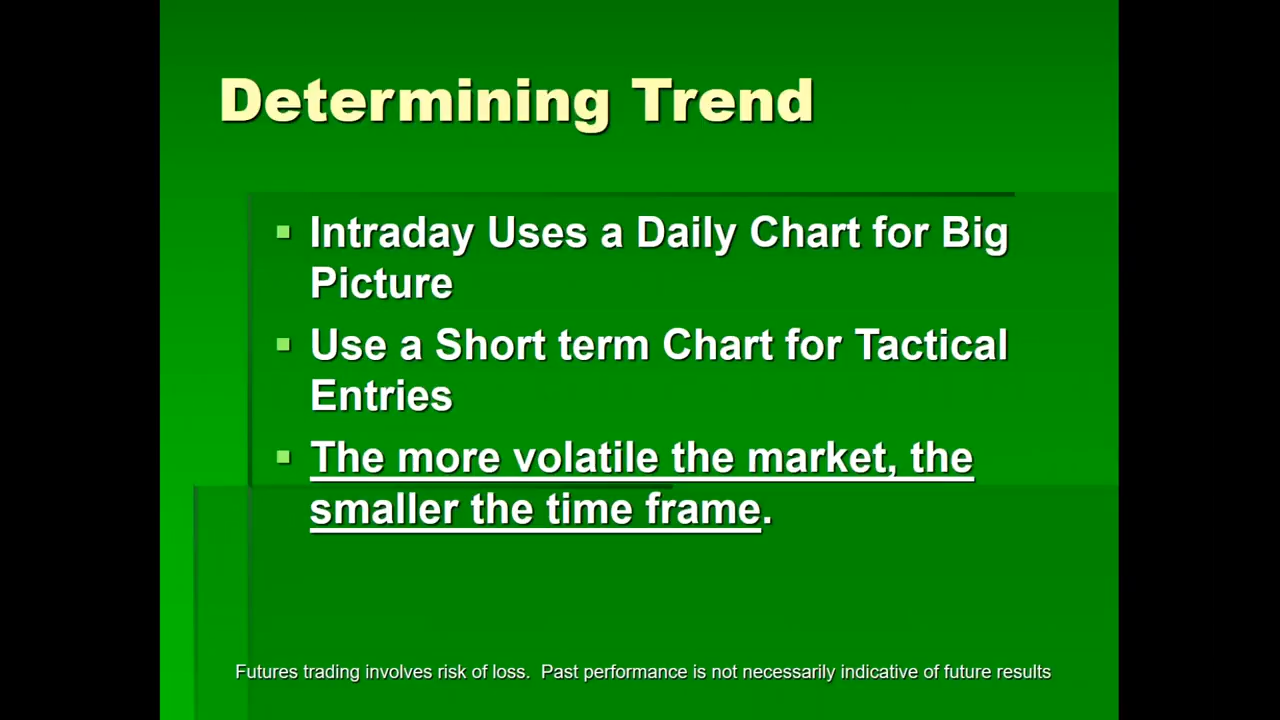 Determining Trend
Intraday Uses a Daily Chart for Big
Picture
Use a Short term Chart for Tactical
Entries
The more volatile the market, the
smaller the time frame.
Futures trading involves risk of loss.  Past performance is not necessarily indicative of future results